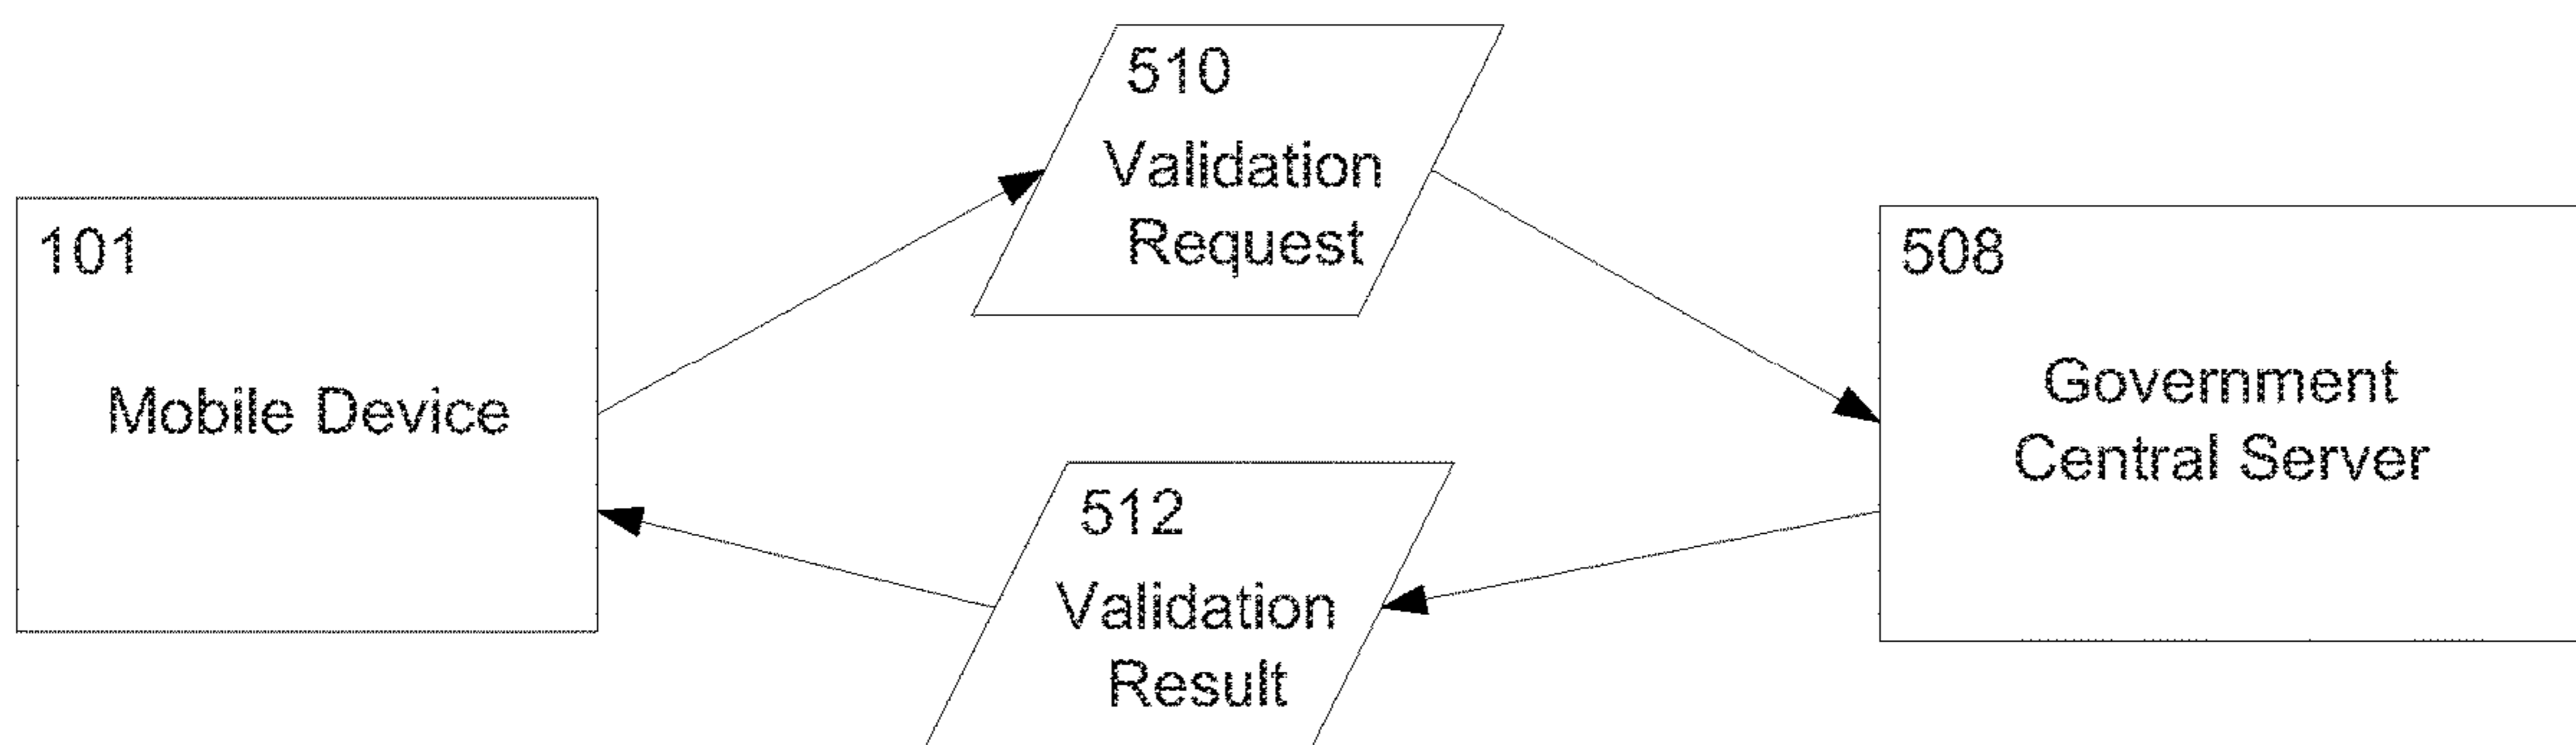 510
Validation
Request
101
Mobile Device
508
Government
Central Server
512
Validation
Result